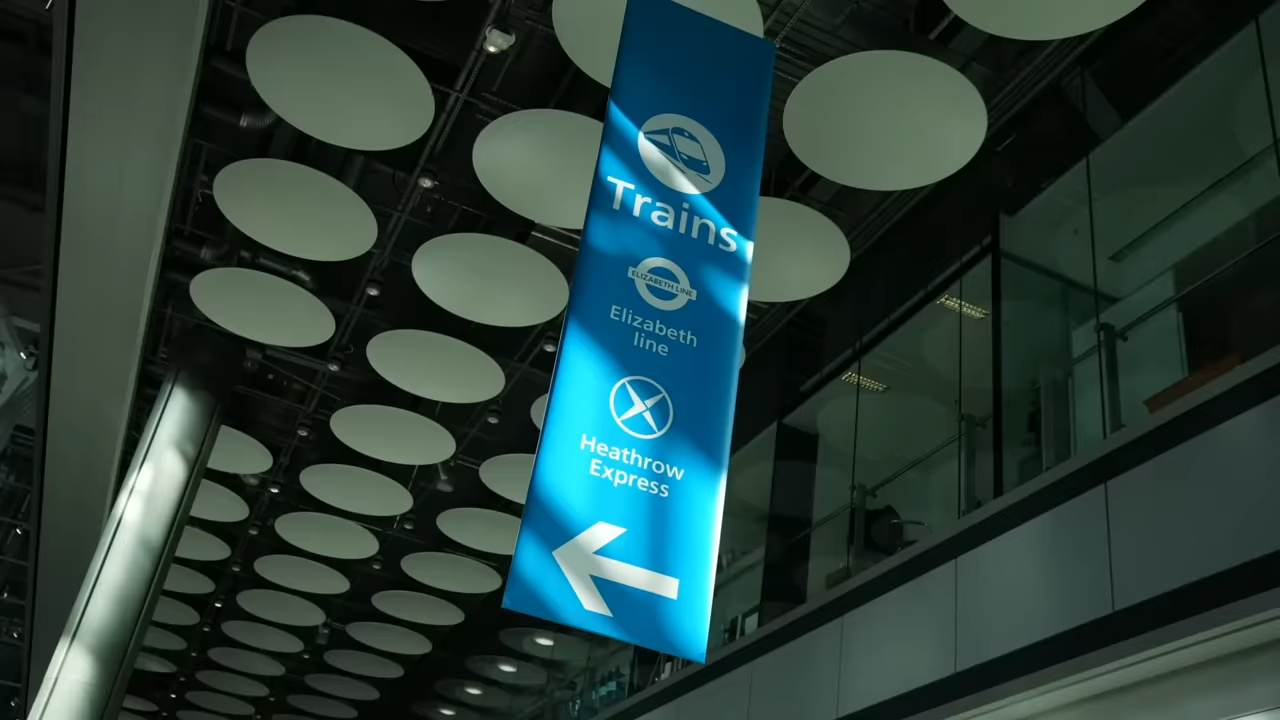 Trains
ELIZABETH LINE
Elizabeth
line
Heathrow
Express